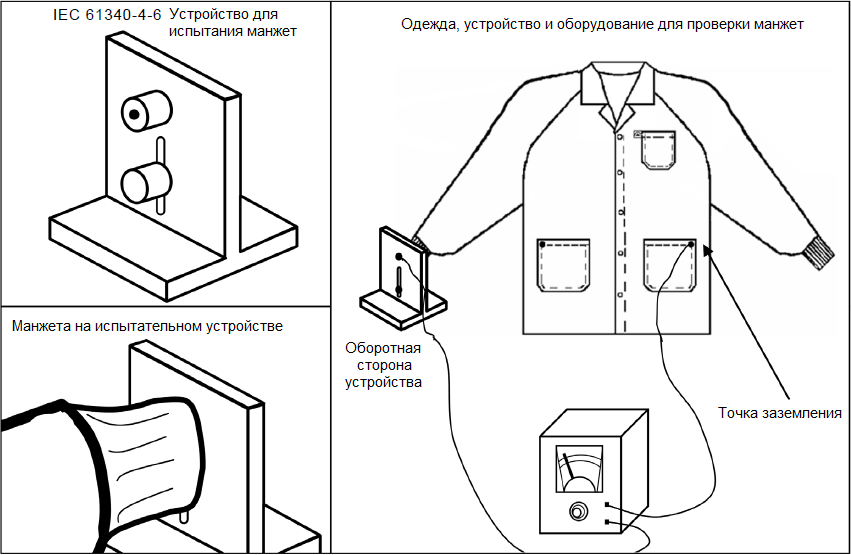 IEC 61340-4-6 Устройство для
испытания манжет
Одежда, устройство и оборудование для проверки манжет
Манжета на испытательном устройстве
Оборотная
сторона
устройства
Точка заземления